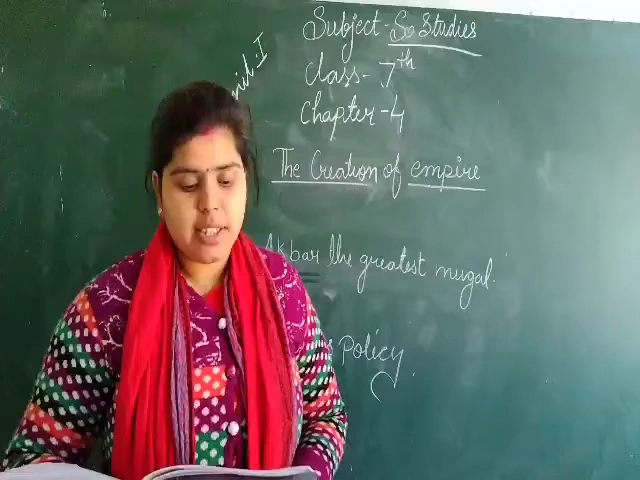 Subject - So Studies
Class - 7th
Chapter - 4
The Creation of empire
Akbar the greatest mugal.
Policy